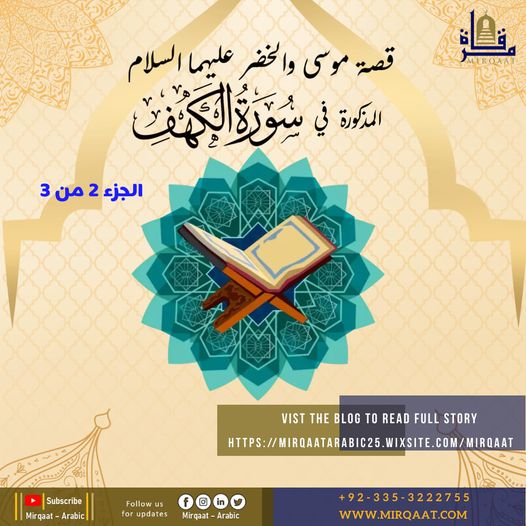 مرقاة
MIRQAAT
قصة موسى والخضر عليهما السلام
المذكورة في سُورَةُ الكَهْفِ
الجزء 2 من 3
VIST THE BLOG TO READ FULL STORY
HTTPS://MIRQAATARABIC25.WIXSITE.COM/MIRQAAT
Subscribe
Mirqaat – Arabic
Follow us
for updates
Mirqaat – Arabic
+92-335-3222755
WWW.MIRQAAT.COM